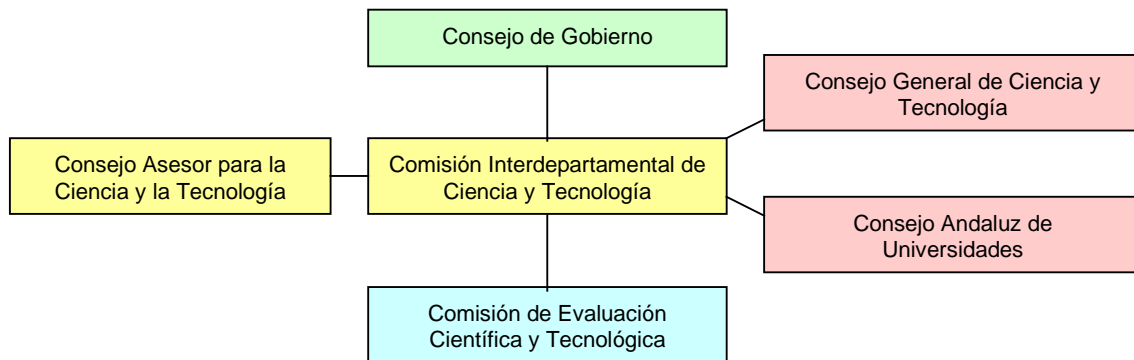 Consejo de Gobierno
Consejo General de Ciencia y
Tecnología
Consejo Asesor para la
Ciencia y la Tecnología
Comisión Interdepartamental de
Ciencia y Tecnología
Consejo Andaluz de
Universidades
Comisión de Evaluación
Científica y Tecnológica